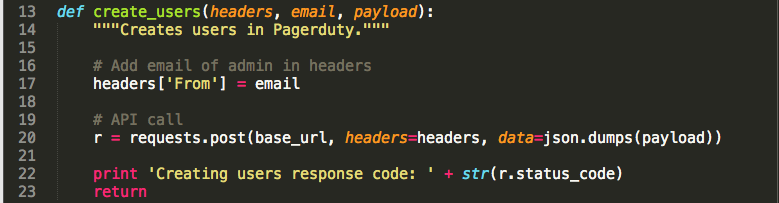 13 def create_users(headers, email, payload):
14     """Creates users in Pagerduty."""
15
16     # Add email of admin in headers
17     headers['From'] = email
18
19     # API call
20     r = requests.post(base_url, headers=headers, data=json.dumps(payload))
21
22     print 'Creating users response code: ' + str(r.status_code)
23     return